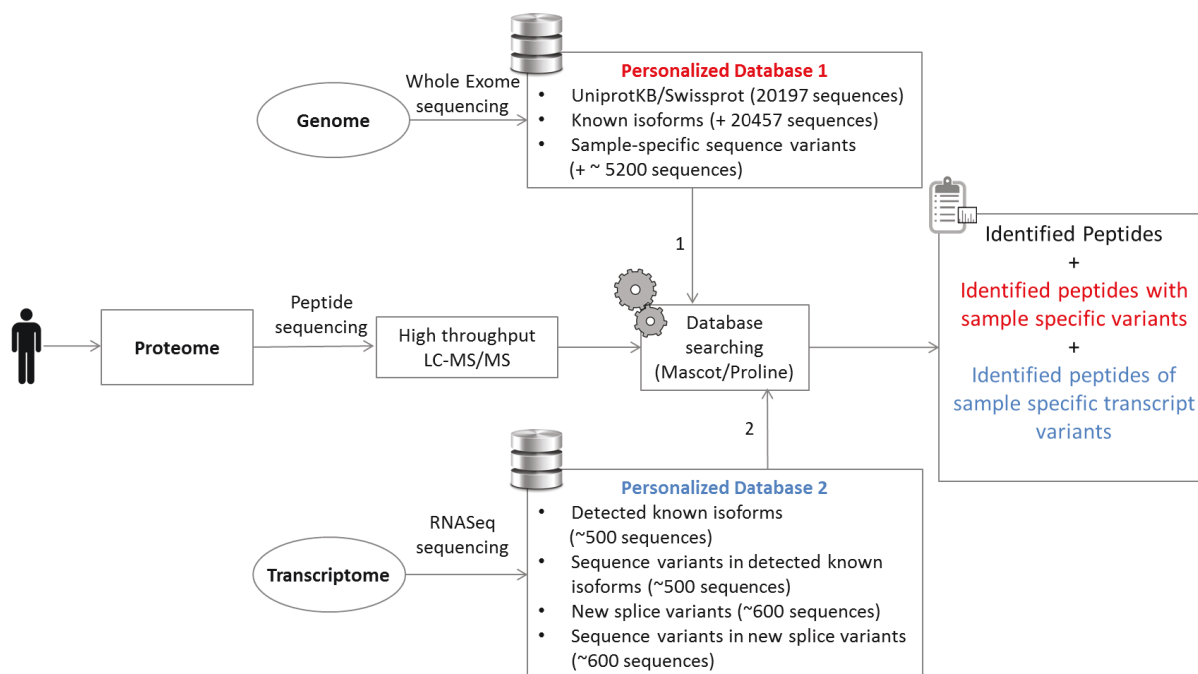 Whole Exome
sequencing
Genome
Personalized Database 1
• UniprotKB/Swissprot (20197 sequences)
• Known isoforms (+ 20457 sequences)
• Sample-specific sequence variants
(+ ~ 5200 sequences)
1
Proteome
Peptide
sequencing
High throughput
LC-MS/MS
Database
searching
(Mascot/Proline)
Identified Peptides
+
Identified peptides with
sample specific variants
+
Identified peptides of
sample specific transcript
variants
2
Transcriptome
RNASeq
sequencing
Personalized Database 2
• Detected known isoforms
(~500 sequences)
• Sequence variants in detected known
isoforms (~500 sequences)
• New splice variants (~600 sequences)
• Sequence variants in new splice variants
(~600 sequences)